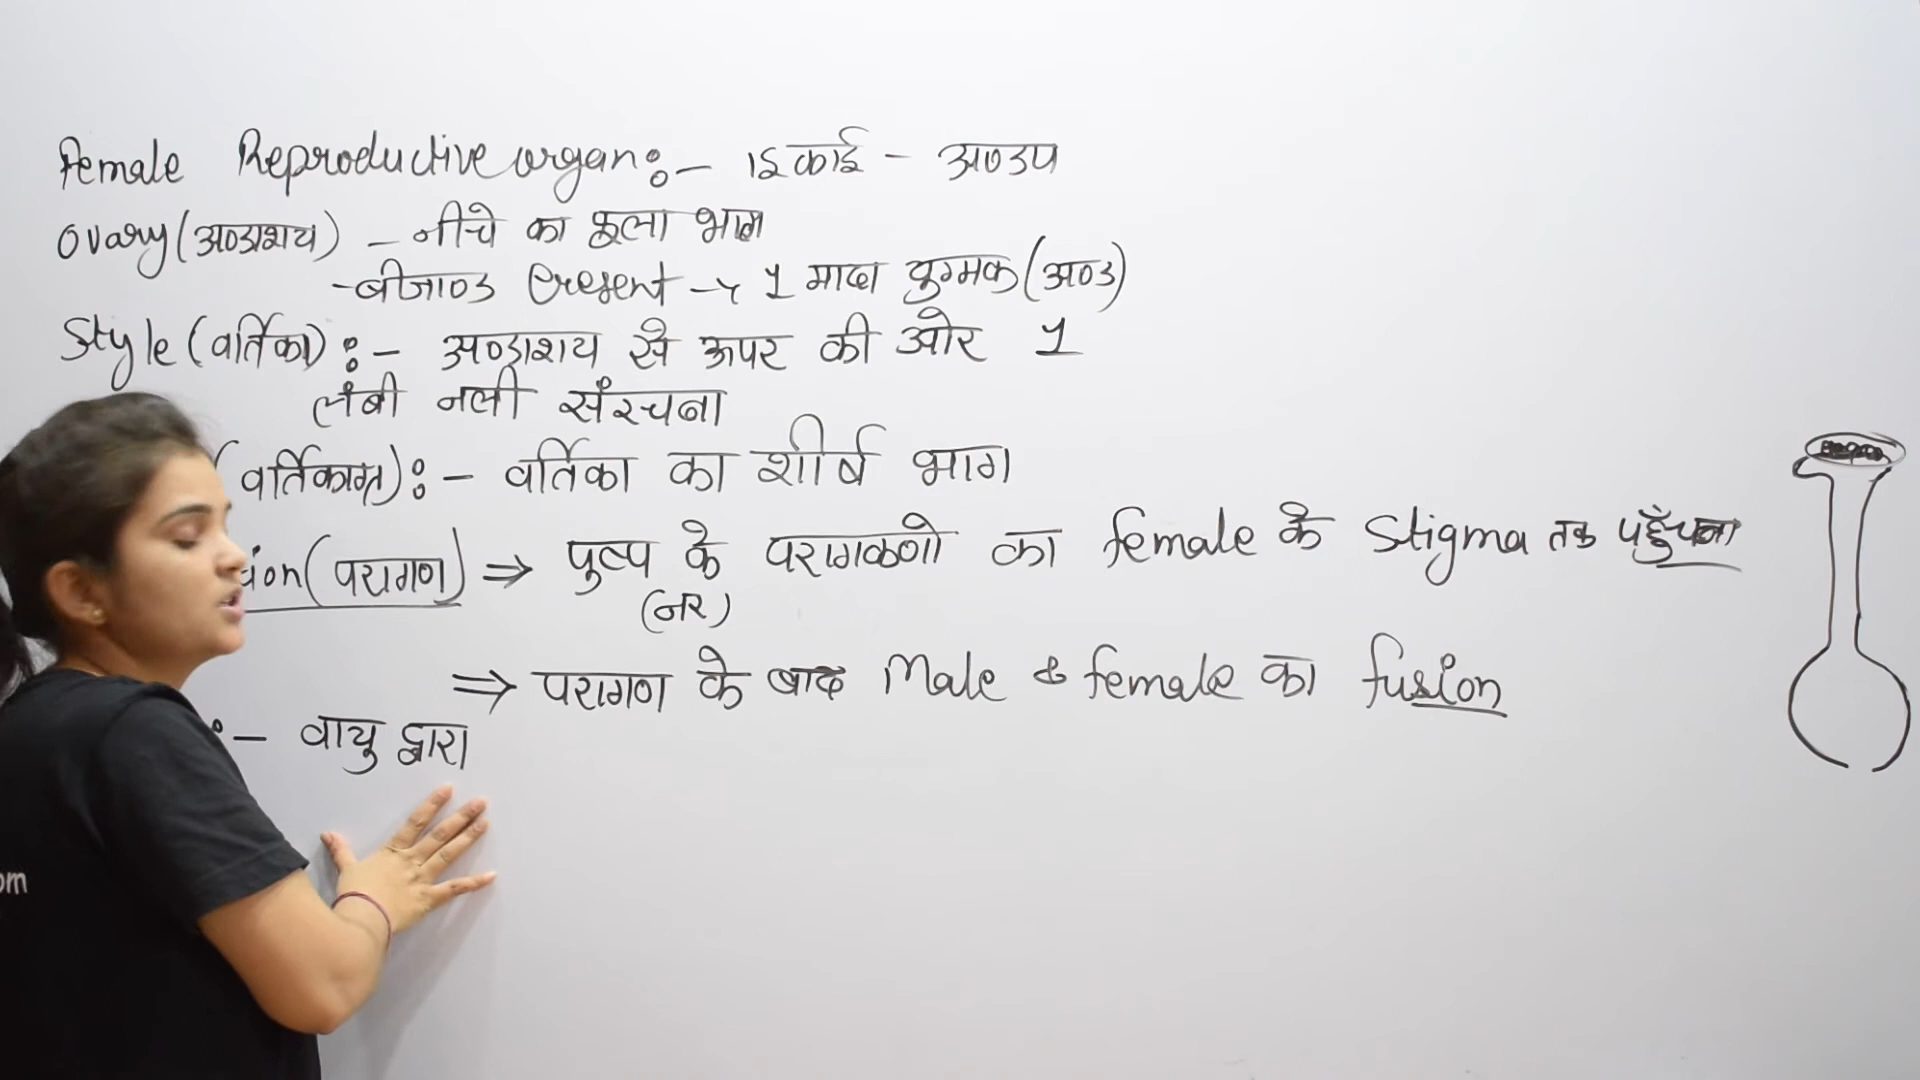 Female Reproductive organ:- इकाई - अण्डप
Ovary (अण्डाशय) - नीचे का फूला भाग
- बीजाण्ड Present → 1 मादा युग्मक (अण्ड)
Style (वर्तिका) :- अण्डाशय से ऊपर की ओर 1
लंबी नली संरचना
(वर्तिकाग्र) :- वर्तिका का शीर्ष भाग
ion (परागण) ⇒ पुष्प के परागकणो का female के Stigma तक पहुँचना
(नर)
⇒ परागण के बाद Male & female का fusion
:- वायु द्वारा
om